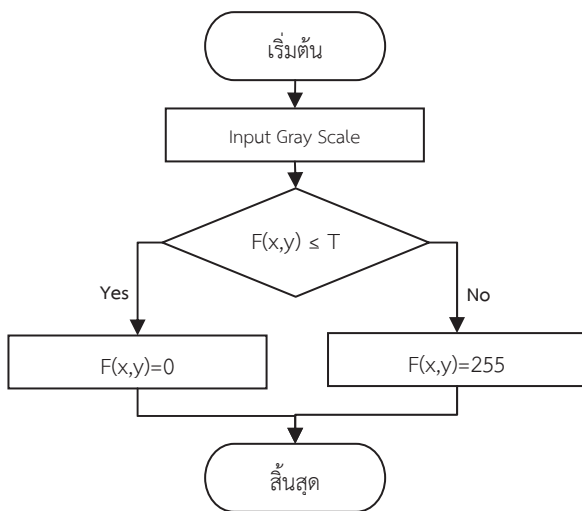 เริ่มต้น
Input Gray Scale
F(x,y) ≤ T
Yes
No
F(x,y)=0
F(x,y)=255
สิ้นสุด